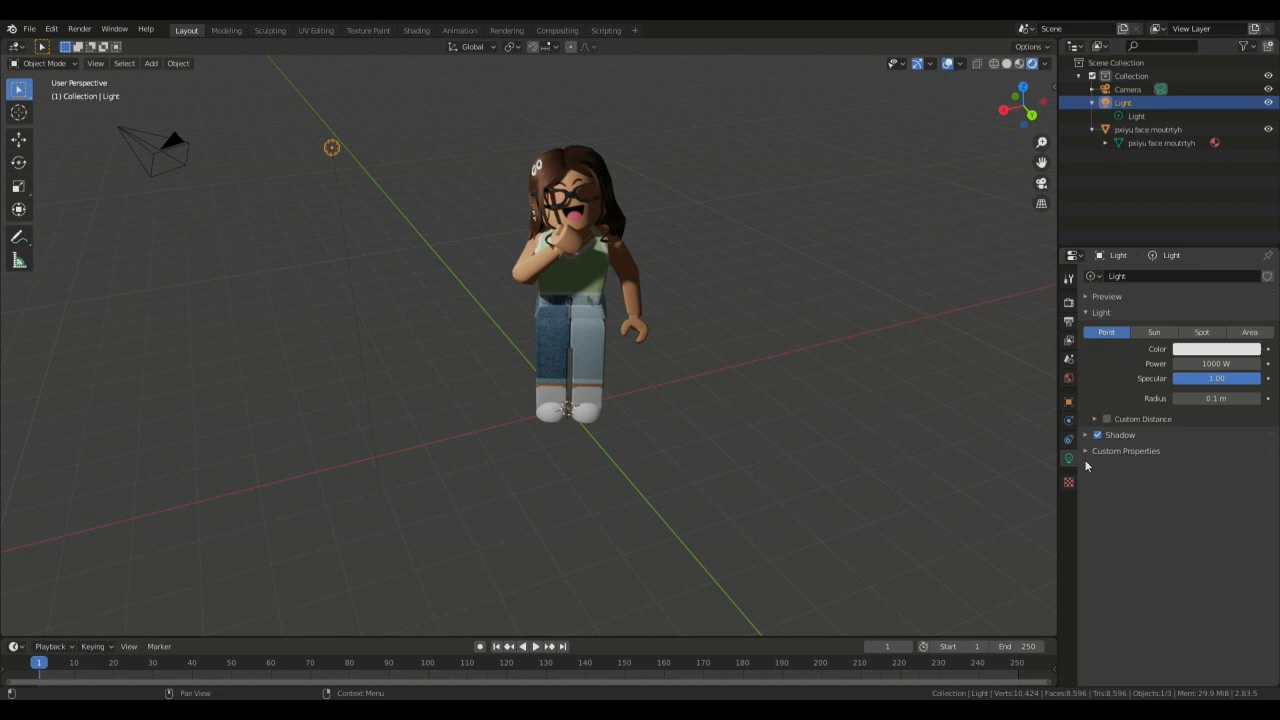 File Edit Render Window Help Layout Modeling Sculpting UV Editing Texture Paint Shading Animation Rendering Compositing Scripting + Scene View Layer
Global Options
Object Mode View Select Add Object
User Perspective
(1) Collection | Light
Scene Collection
Collection
Camera
Light
Light
pxiyu face moutrtyh
pxiyu face moutrtyh
Light Light
Light
Preview
Light
Point Sun Spot Area
Color
Power 1000 W
Specular 1.00
Radius 0.1 m
Custom Distance
Shadow
Custom Properties
Playback Keying View Marker 1 Start 1 End 250
1 10 20 30 40 50 60 70 80 90 100 110 120 130 140 150 160 170 180 190 200 210 220 230 240 250
Pan View Context Menu Collection | Light | Verts:10,424 | Faces:8,596 | Tris:8,596 | Objects:1/3 | Mem: 29.9 MiB | 2.83.5